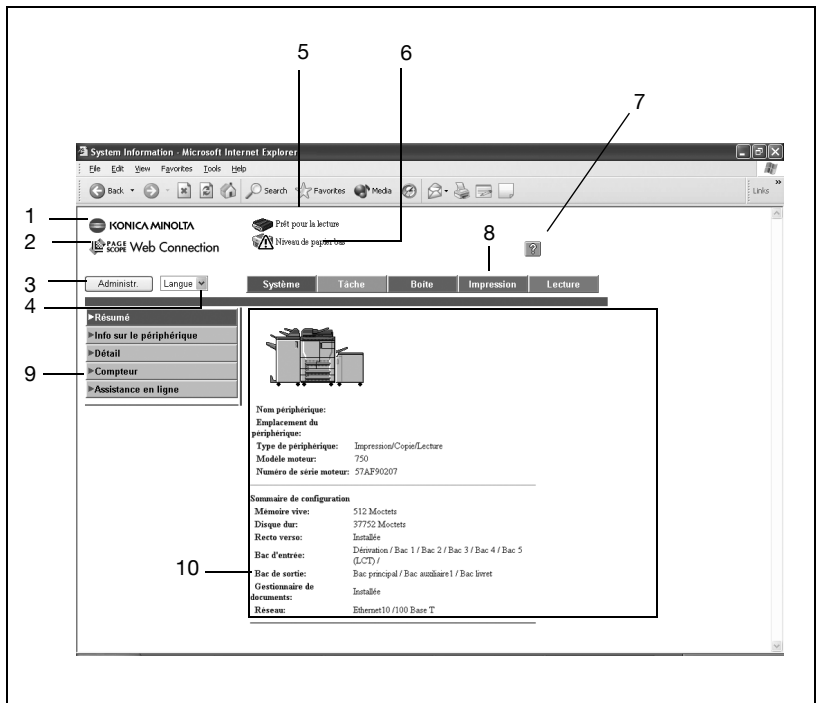 5
6
7
System Information - Microsoft Internet Explorer
File Edit View Favorites Tools Help
Back Search Favorites Media Links »
1 KONICA MINOLTA Prêt pour la lecture
2 PAGE SCOPE Web Connection Niveau de papier bas ?
8
3 Administr. Langue Système Tâche Boite Impression Lecture
4
Résumé
Info sur le périphérique
Détail
9 Compteur
Assistance en ligne
Nom périphérique:
Emplacement du
périphérique:
Type de périphérique: Impression/Copie/Lecture
Modèle moteur: 750
Numéro de série moteur: 57AF90207
Sommaire de configuration
Mémoire vive: 512 Moctets
Disque dur: 37752 Moctets
Recto verso: Installée
Bac d'entrée: Dérivation / Bac 1 / Bac 2 / Bac 3 / Bac 4 / Bac 5
(LCT) /
10 Bac de sortie: Bac principal / Bac auxiliaire1 / Bac livret
Gestionnaire de
documents: Installée
Réseau: Ethernet10 /100 Base T